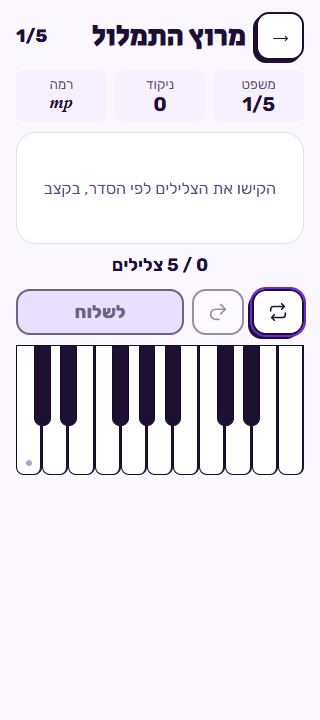 מרוץ התמלול
1/5
משפט
1/5
ניקוד
0
רמה
mp
הקישו את הצלילים לפי הסדר, בקצב
0 / 5 צלילים
לשלוח